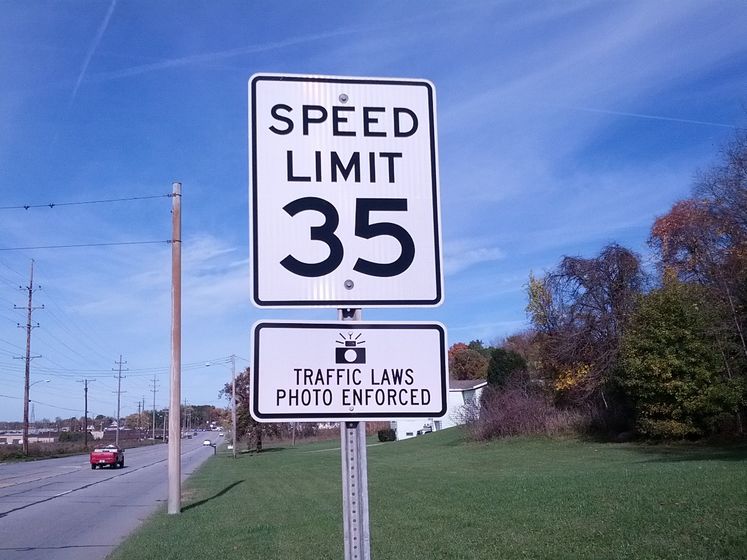 SPEED
LIMIT
35
TRAFFIC LAWS
PHOTO ENFORCED